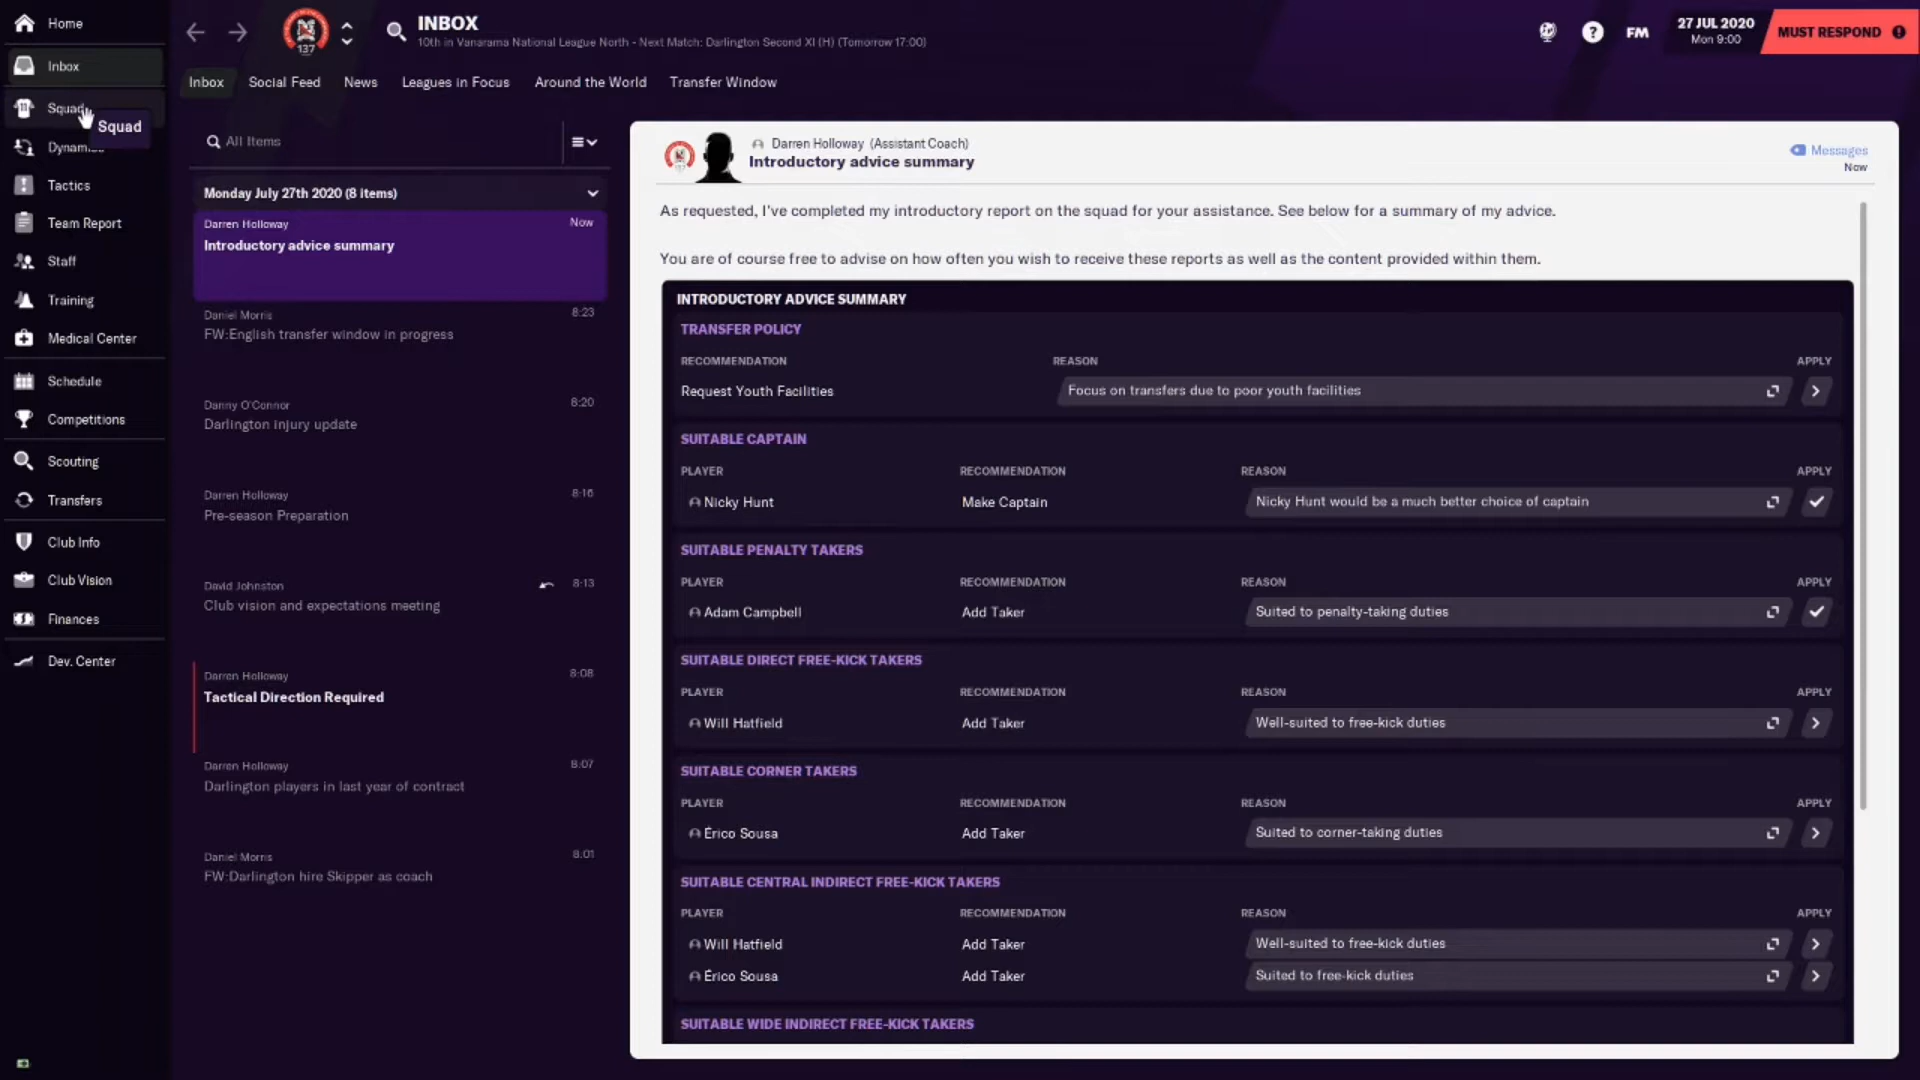 Home
Inbox
Squad
Squad
Tactics
Team Report
Staff
Training
Medical Center
Schedule
Competitions
Scouting
Transfers
Club Info
Club Vision
Finances
Dev. Center
137
INBOX
10th in Vanarama National League North - Next Match: Darlington Second XI (H) (Tomorrow 17:00)
? FM
27 JUL 2020
Mon 9:00
MUST RESPOND
Inbox Social Feed News Leagues in Focus Around the World Transfer Window
All Items
Monday July 27th 2020 (8 items)
Darren Holloway Now
Introductory advice summary
Daniel Morris 8:23
FW:English transfer window in progress
Danny O'Connor 8:20
Darlington injury update
Darren Holloway 8:16
Pre-season Preparation
David Johnston 8:13
Club vision and expectations meeting
Darren Holloway 8:08
Tactical Direction Required
Darren Holloway 8:07
Darlington players in last year of contract
Daniel Morris 8:01
FW:Darlington hire Skipper as coach
Darren Holloway (Assistant Coach)
Introductory advice summary
Messages
Now
As requested, I've completed my introductory report on the squad for your assistance. See below for a summary of my advice.
You are of course free to advise on how often you wish to receive these reports as well as the content provided within them.
INTRODUCTORY ADVICE SUMMARY
TRANSFER POLICY
RECOMMENDATION REASON APPLY
Request Youth Facilities Focus on transfers due to poor youth facilities
SUITABLE CAPTAIN
PLAYER RECOMMENDATION REASON APPLY
Nicky Hunt Make Captain Nicky Hunt would be a much better choice of captain
SUITABLE PENALTY TAKERS
PLAYER RECOMMENDATION REASON APPLY
Adam Campbell Add Taker Suited to penalty-taking duties
SUITABLE DIRECT FREE-KICK TAKERS
PLAYER RECOMMENDATION REASON APPLY
Will Hatfield Add Taker Well-suited to free-kick duties
SUITABLE CORNER TAKERS
PLAYER RECOMMENDATION REASON APPLY
Érico Sousa Add Taker Suited to corner-taking duties
SUITABLE CENTRAL INDIRECT FREE-KICK TAKERS
PLAYER RECOMMENDATION REASON APPLY
Will Hatfield Add Taker Well-suited to free-kick duties
Érico Sousa Add Taker Suited to free-kick duties
SUITABLE WIDE INDIRECT FREE-KICK TAKERS